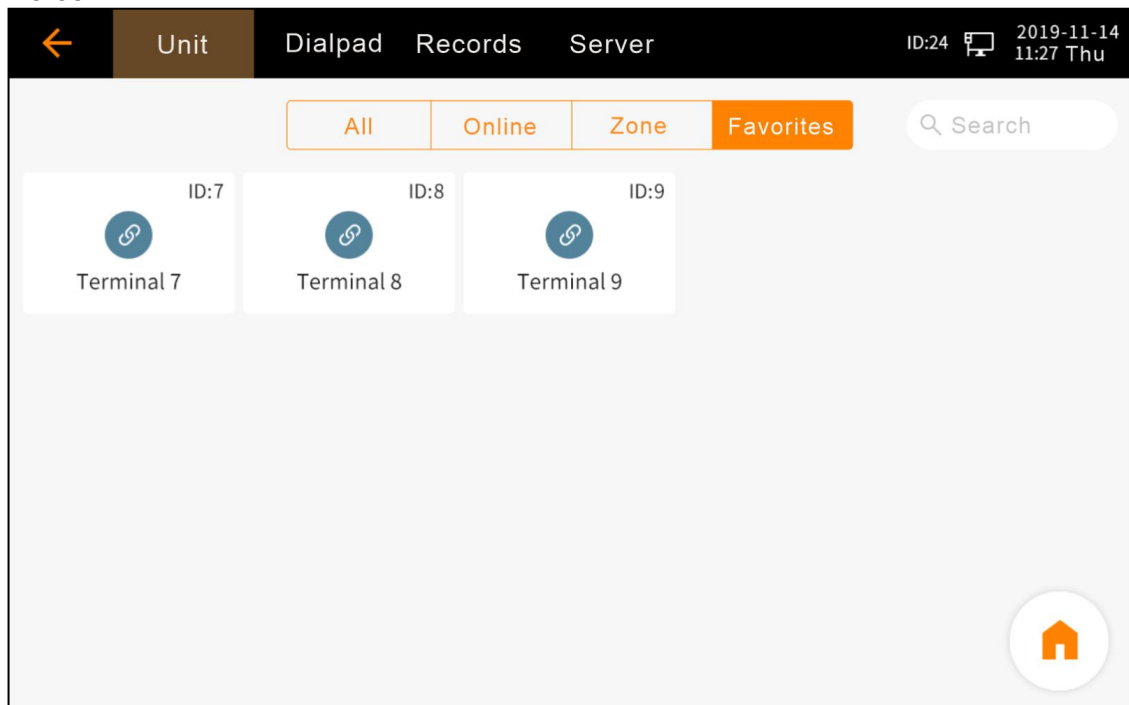 Unit Dialpad Records Server ID:24 2019-11-14
11:27 Thu
All Online Zone Favorites Search
ID:7 ID:8 ID:9
Terminal 7 Terminal 8 Terminal 9